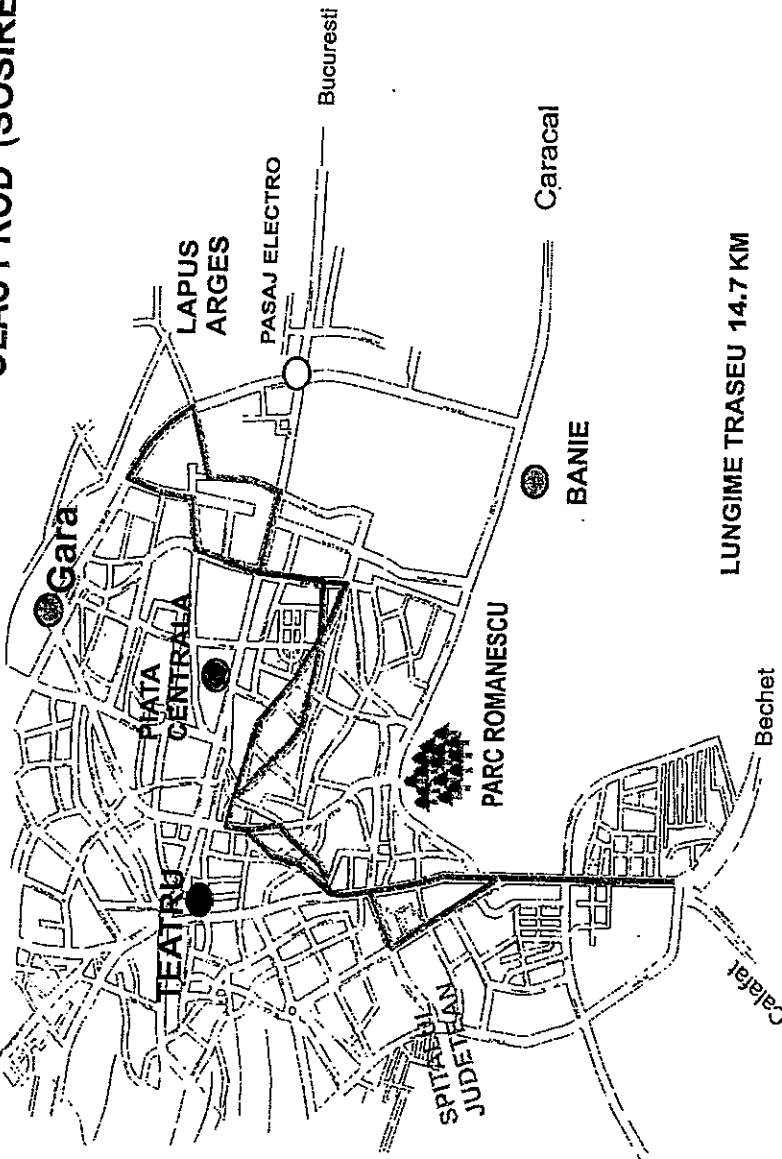 PROD (SOSIRE
Bucuresti
LAPUS
ARGES
PASAJ ELECTRO
Caracal
Gara
PIATA
CENTRALA
BANIE
LUNGIME TRASEU 14.7 KM
PARC ROMANESCU
TEATRU
Bechet
SPITALUL
JUDETEAN
Calafat